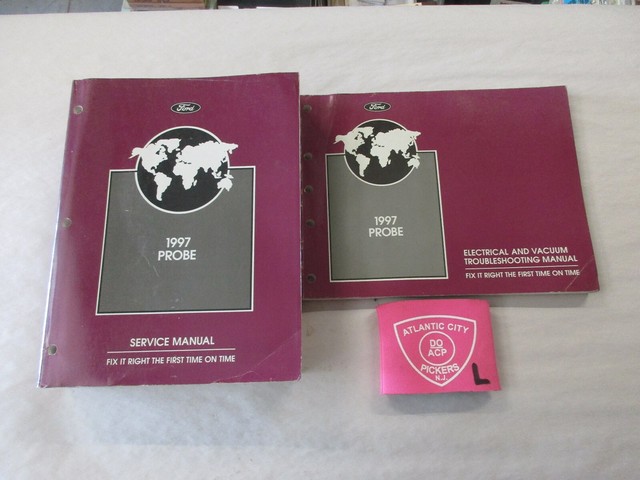 Ford
1997
PROBE
SERVICE MANUAL
FIX IT RIGHT THE FIRST TIME ON TIME
Ford
1997
PROBE
ELECTRICAL AND VACUUM
TROUBLESHOOTING MANUAL
FIX IT RIGHT THE FIRST TIME ON TIME
ATLANTIC CITY
DO
ACP
PICKERS
N.J.
L